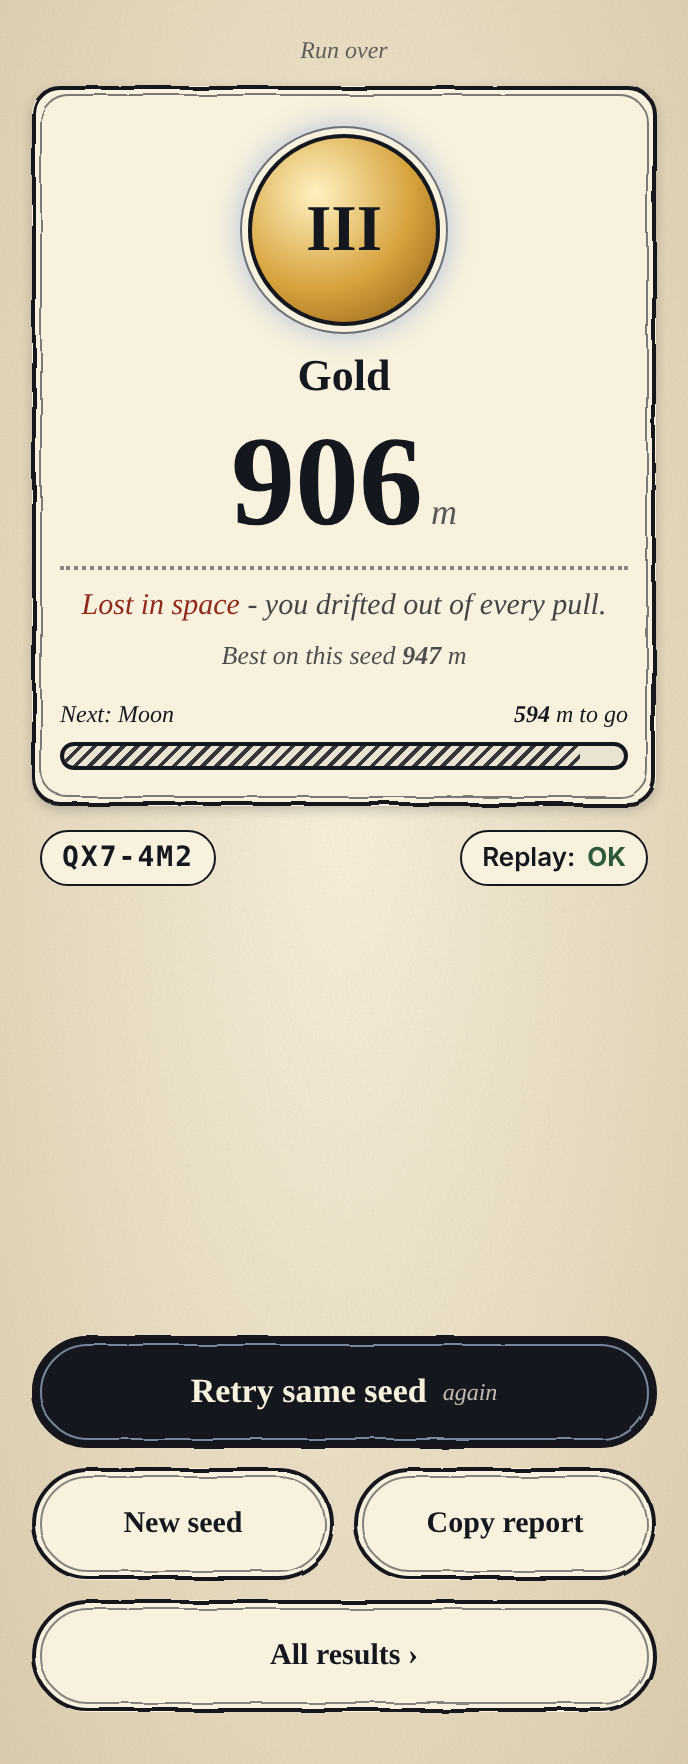 Run over
III
Gold
906 m
Lost in space - you drifted out of every pull.
Best on this seed 947 m
Next: Moon 594 m to go
QX7-4M2 Replay: OK
Retry same seed again
New seed Copy report
All results ›